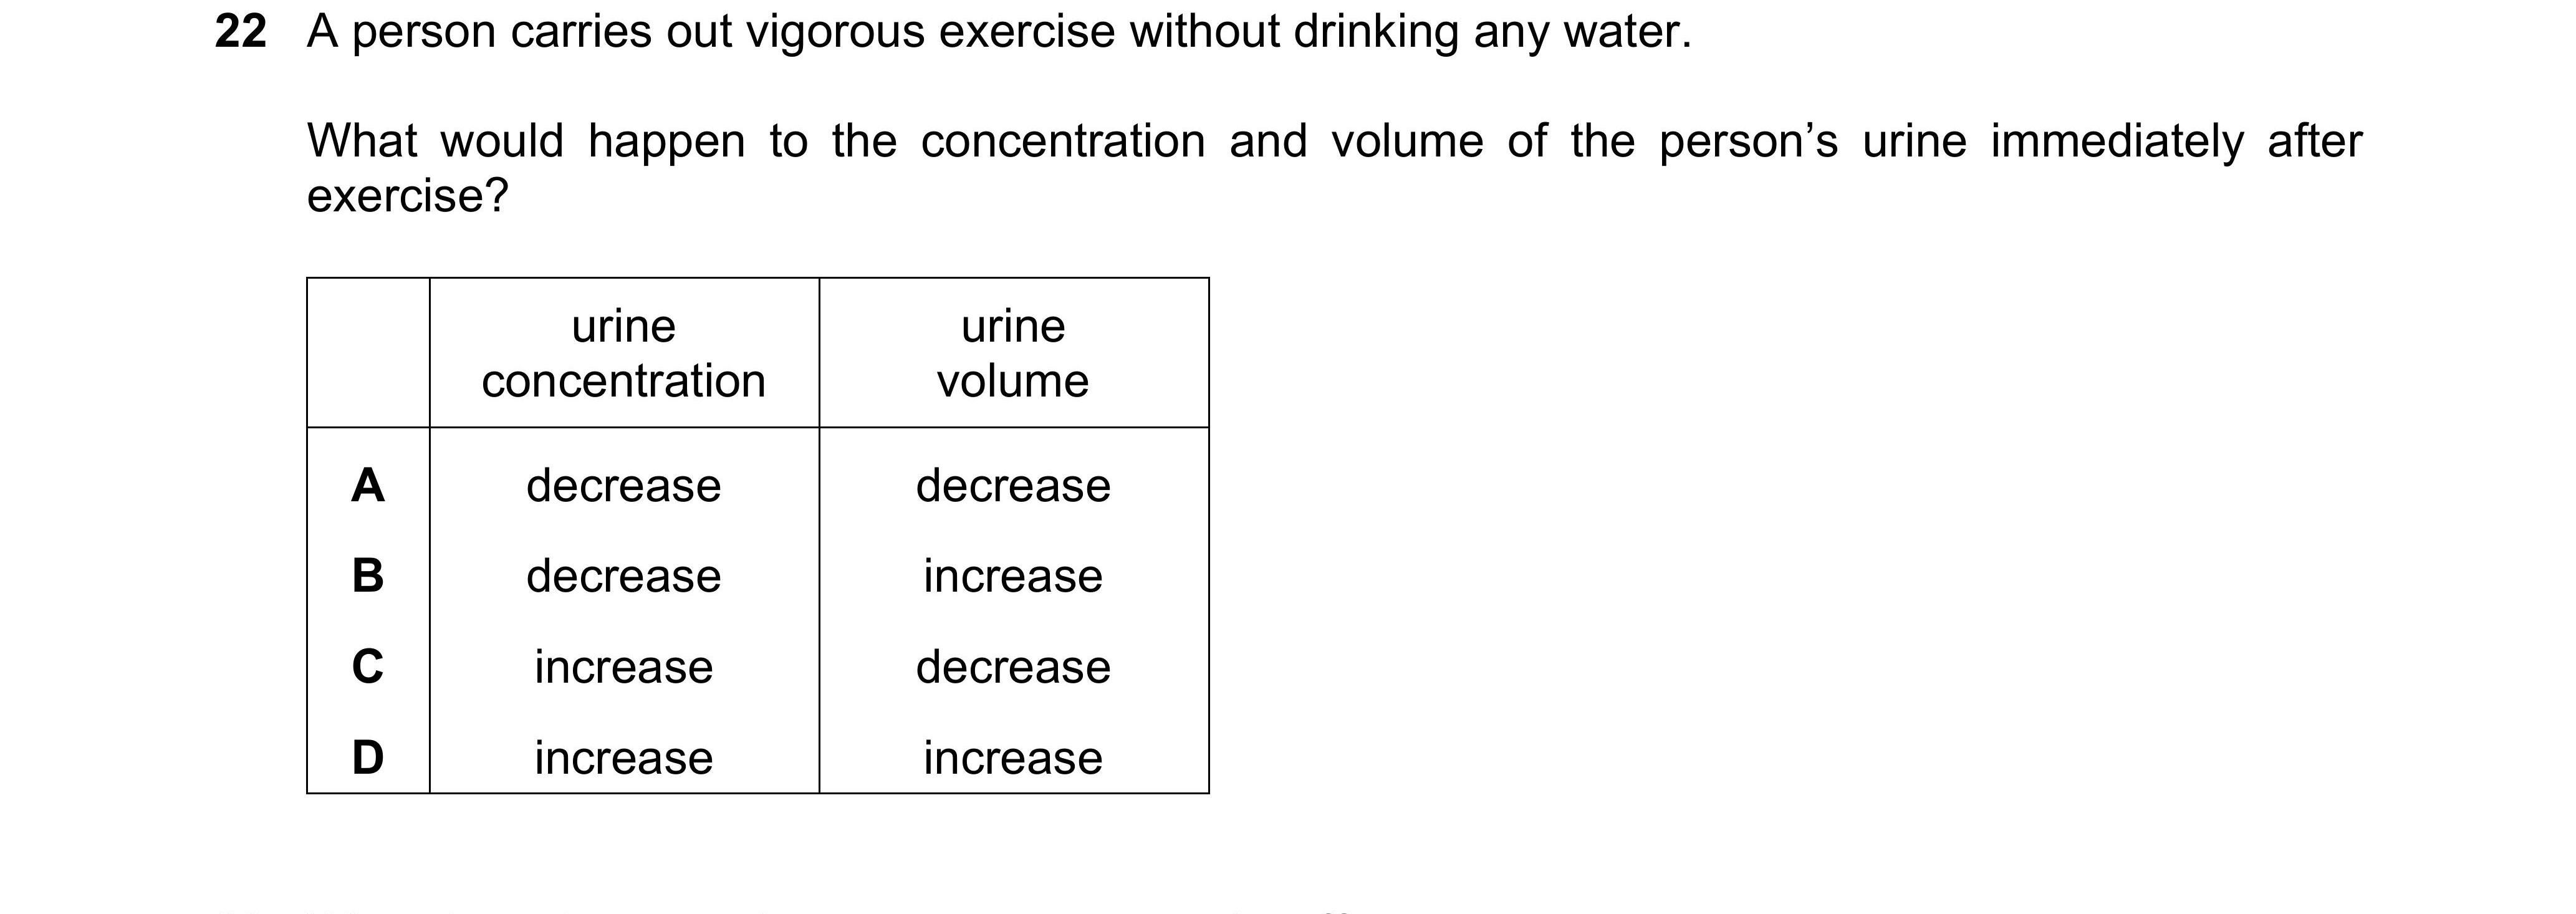 22 A person carries out vigorous exercise without drinking any water.
What would happen to the concentration and volume of the person's urine immediately after
exercise?
urine concentration urine volume
A decrease decrease
B decrease increase
C increase decrease
D increase increase